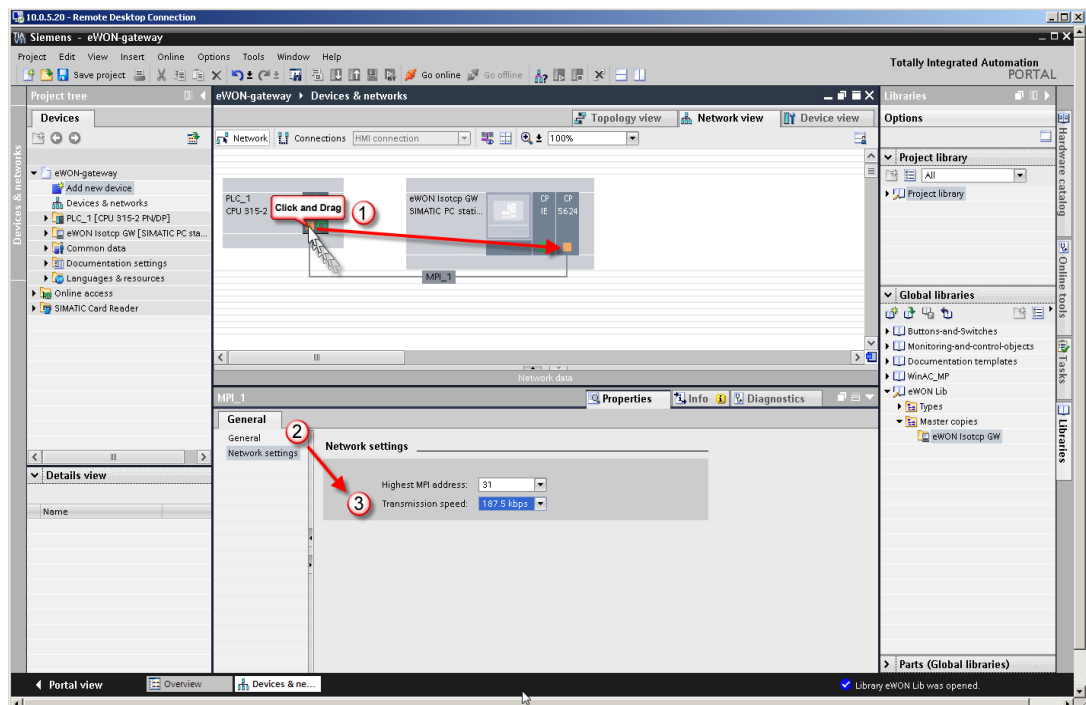 10.0.5.20 - Remote Desktop Connection
Siemens - eWON-gateway
Project Edit View Insert Online Options Tools Window Help
Save project Go online Go offline
Totally Integrated Automation
PORTAL
Project tree
eWON-gateway Devices & networks
Libraries
Devices
Topology view Network view Device view
Options
Network Connections HMI connection 100%
Project library
All
Project library
eWON-gateway
Add new device
Devices & networks
PLC_1 [CPU 315-2 PN/DP]
eWON Isotcp GW [SIMATIC PC sta...
Common data
Documentation settings
Languages & resources
Online access
SIMATIC Card Reader
PLC_1
CPU 315-2
Click and Drag
1
eWON Isotcp GW
SIMATIC PC stati...
CP
IE
CP
5624
MPI_1
Network data
Global libraries
Buttons-and-Switches
Monitoring-and-control-objects
Documentation templates
WinAC_MP
eWON Lib
Types
Master copies
eWON Isotcp GW
MPI_1
Properties Info Diagnostics
General
General
Network settings
2
Network settings
Highest MPI address: 31
3
Transmission speed: 187.5 kbps
Details view
Name
Devices & networks
Hardware catalog
Online tools
Tasks
Libraries
Parts (Global libraries)
Portal view Overview Devices & ne...
Library eWON Lib was opened.